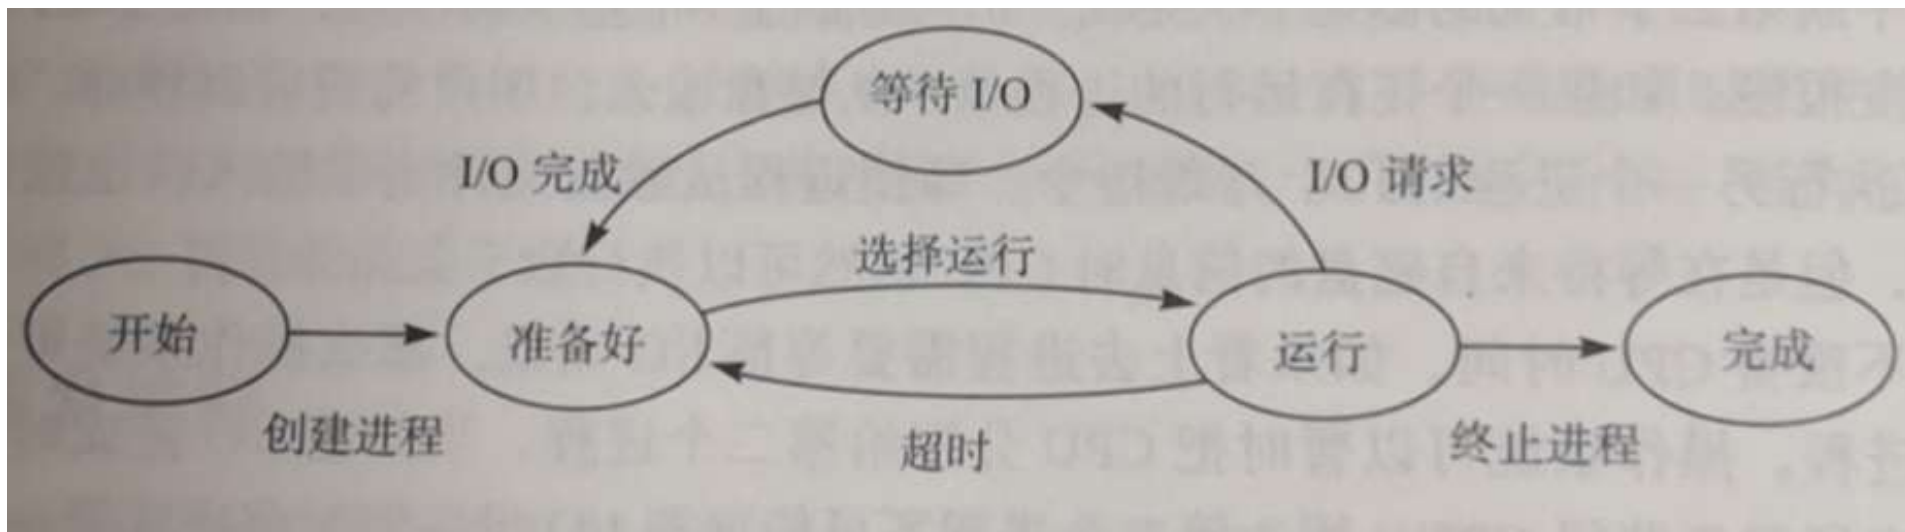 等待 I/O
I/O 完成
I/O 请求
选择运行
开始
准备好
运行
完成
创建进程
超时
终止进程